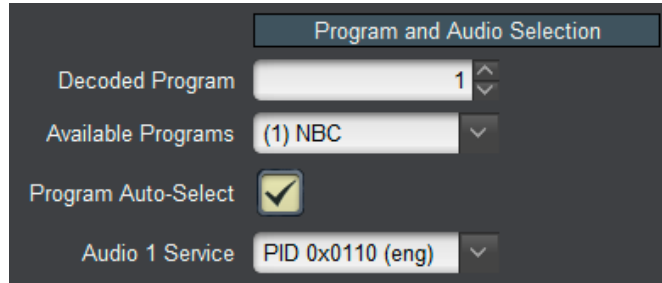 Program and Audio Selection
Decoded Program 1
Available Programs (1) NBC
Program Auto-Select
Audio 1 Service PID 0x0110 (eng)